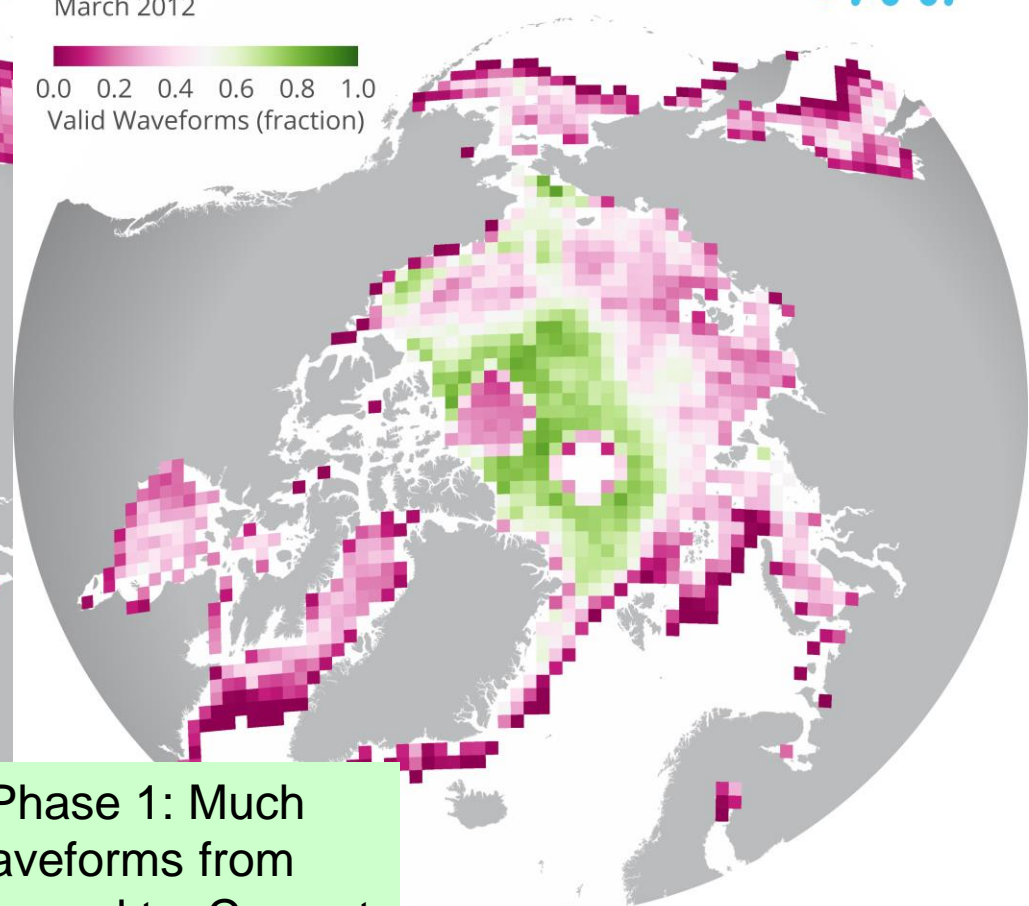 March 2012
0.0 0.2 0.4 0.6 0.8 1.0
Valid Waveforms (fraction)
Phase 1: Much
aveforms from